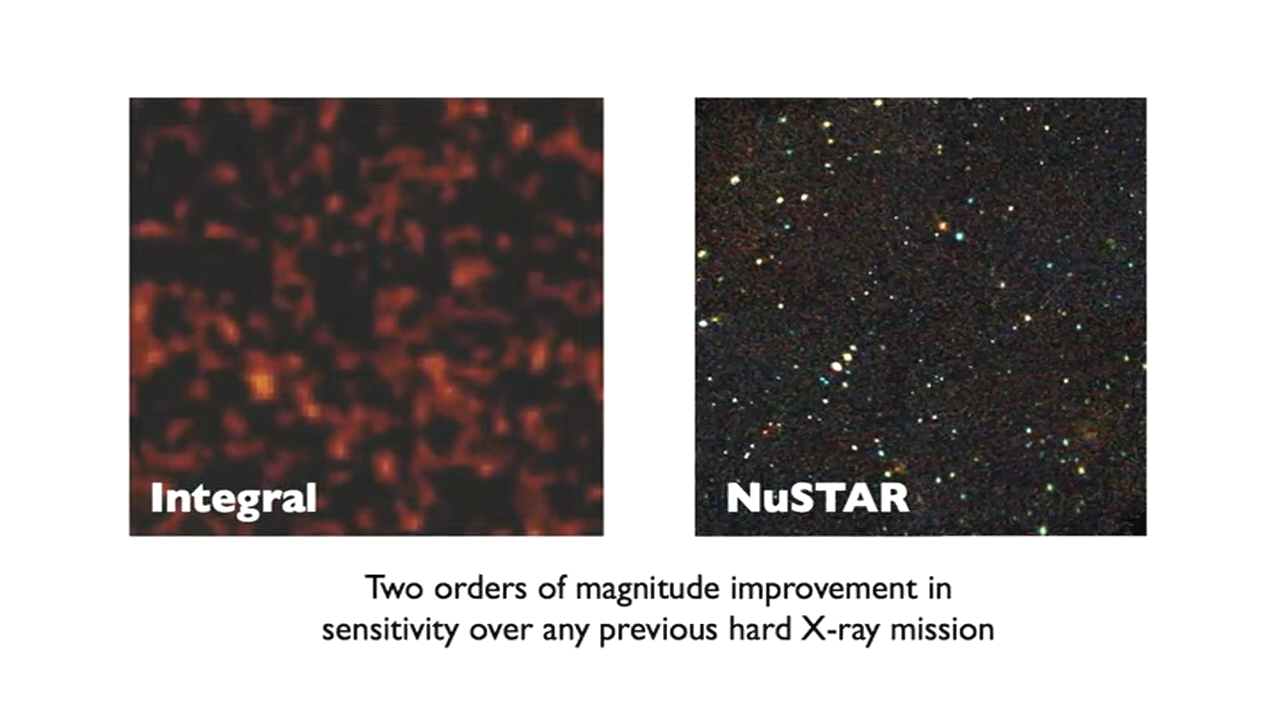 Integral
NuSTAR
Two orders of magnitude improvement in
sensitivity over any previous hard X-ray mission